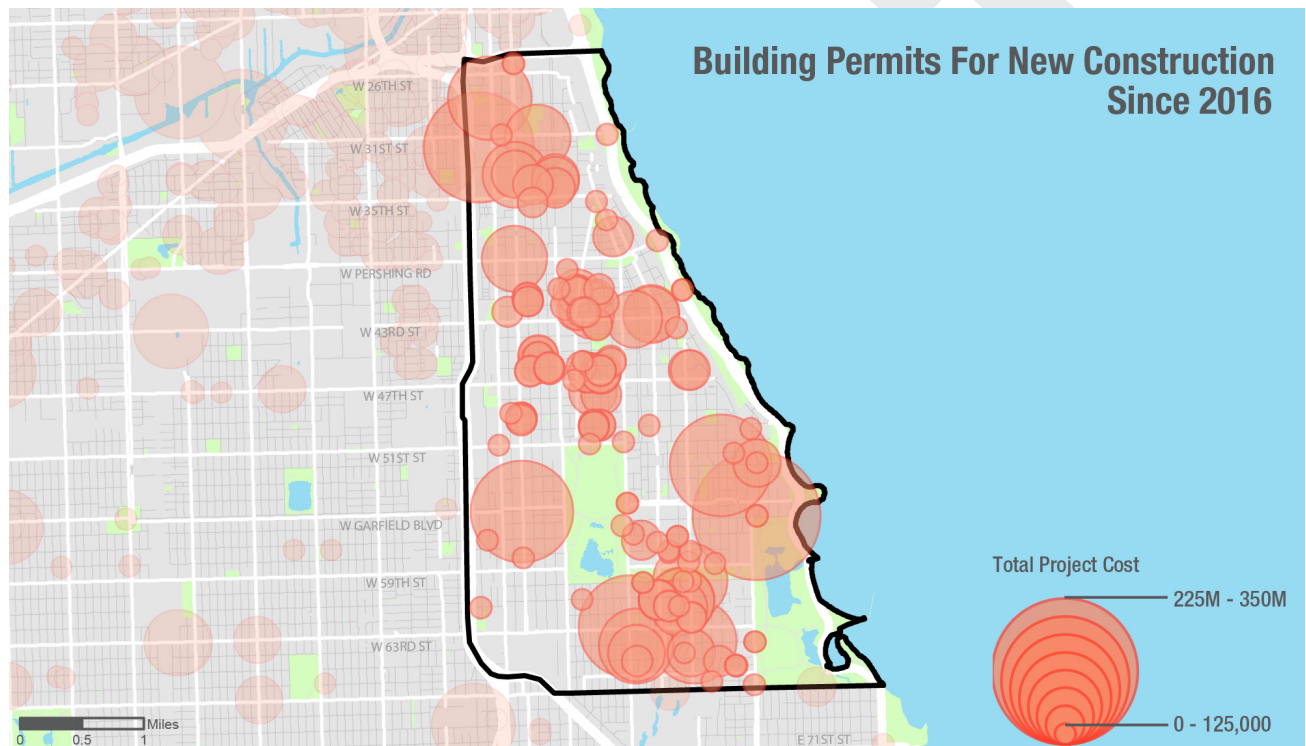 Building Permits For New Construction
Since 2016
W 26TH ST
W 31ST ST
W 35TH ST
W PERSHING RD
W 43RD ST
W 47TH ST
W 51ST ST
W GARFIELD BLVD
W 59TH ST
W 63RD ST
E 71ST ST
Total Project Cost
225M - 350M
0 - 125,000
Miles
0 0.5 1